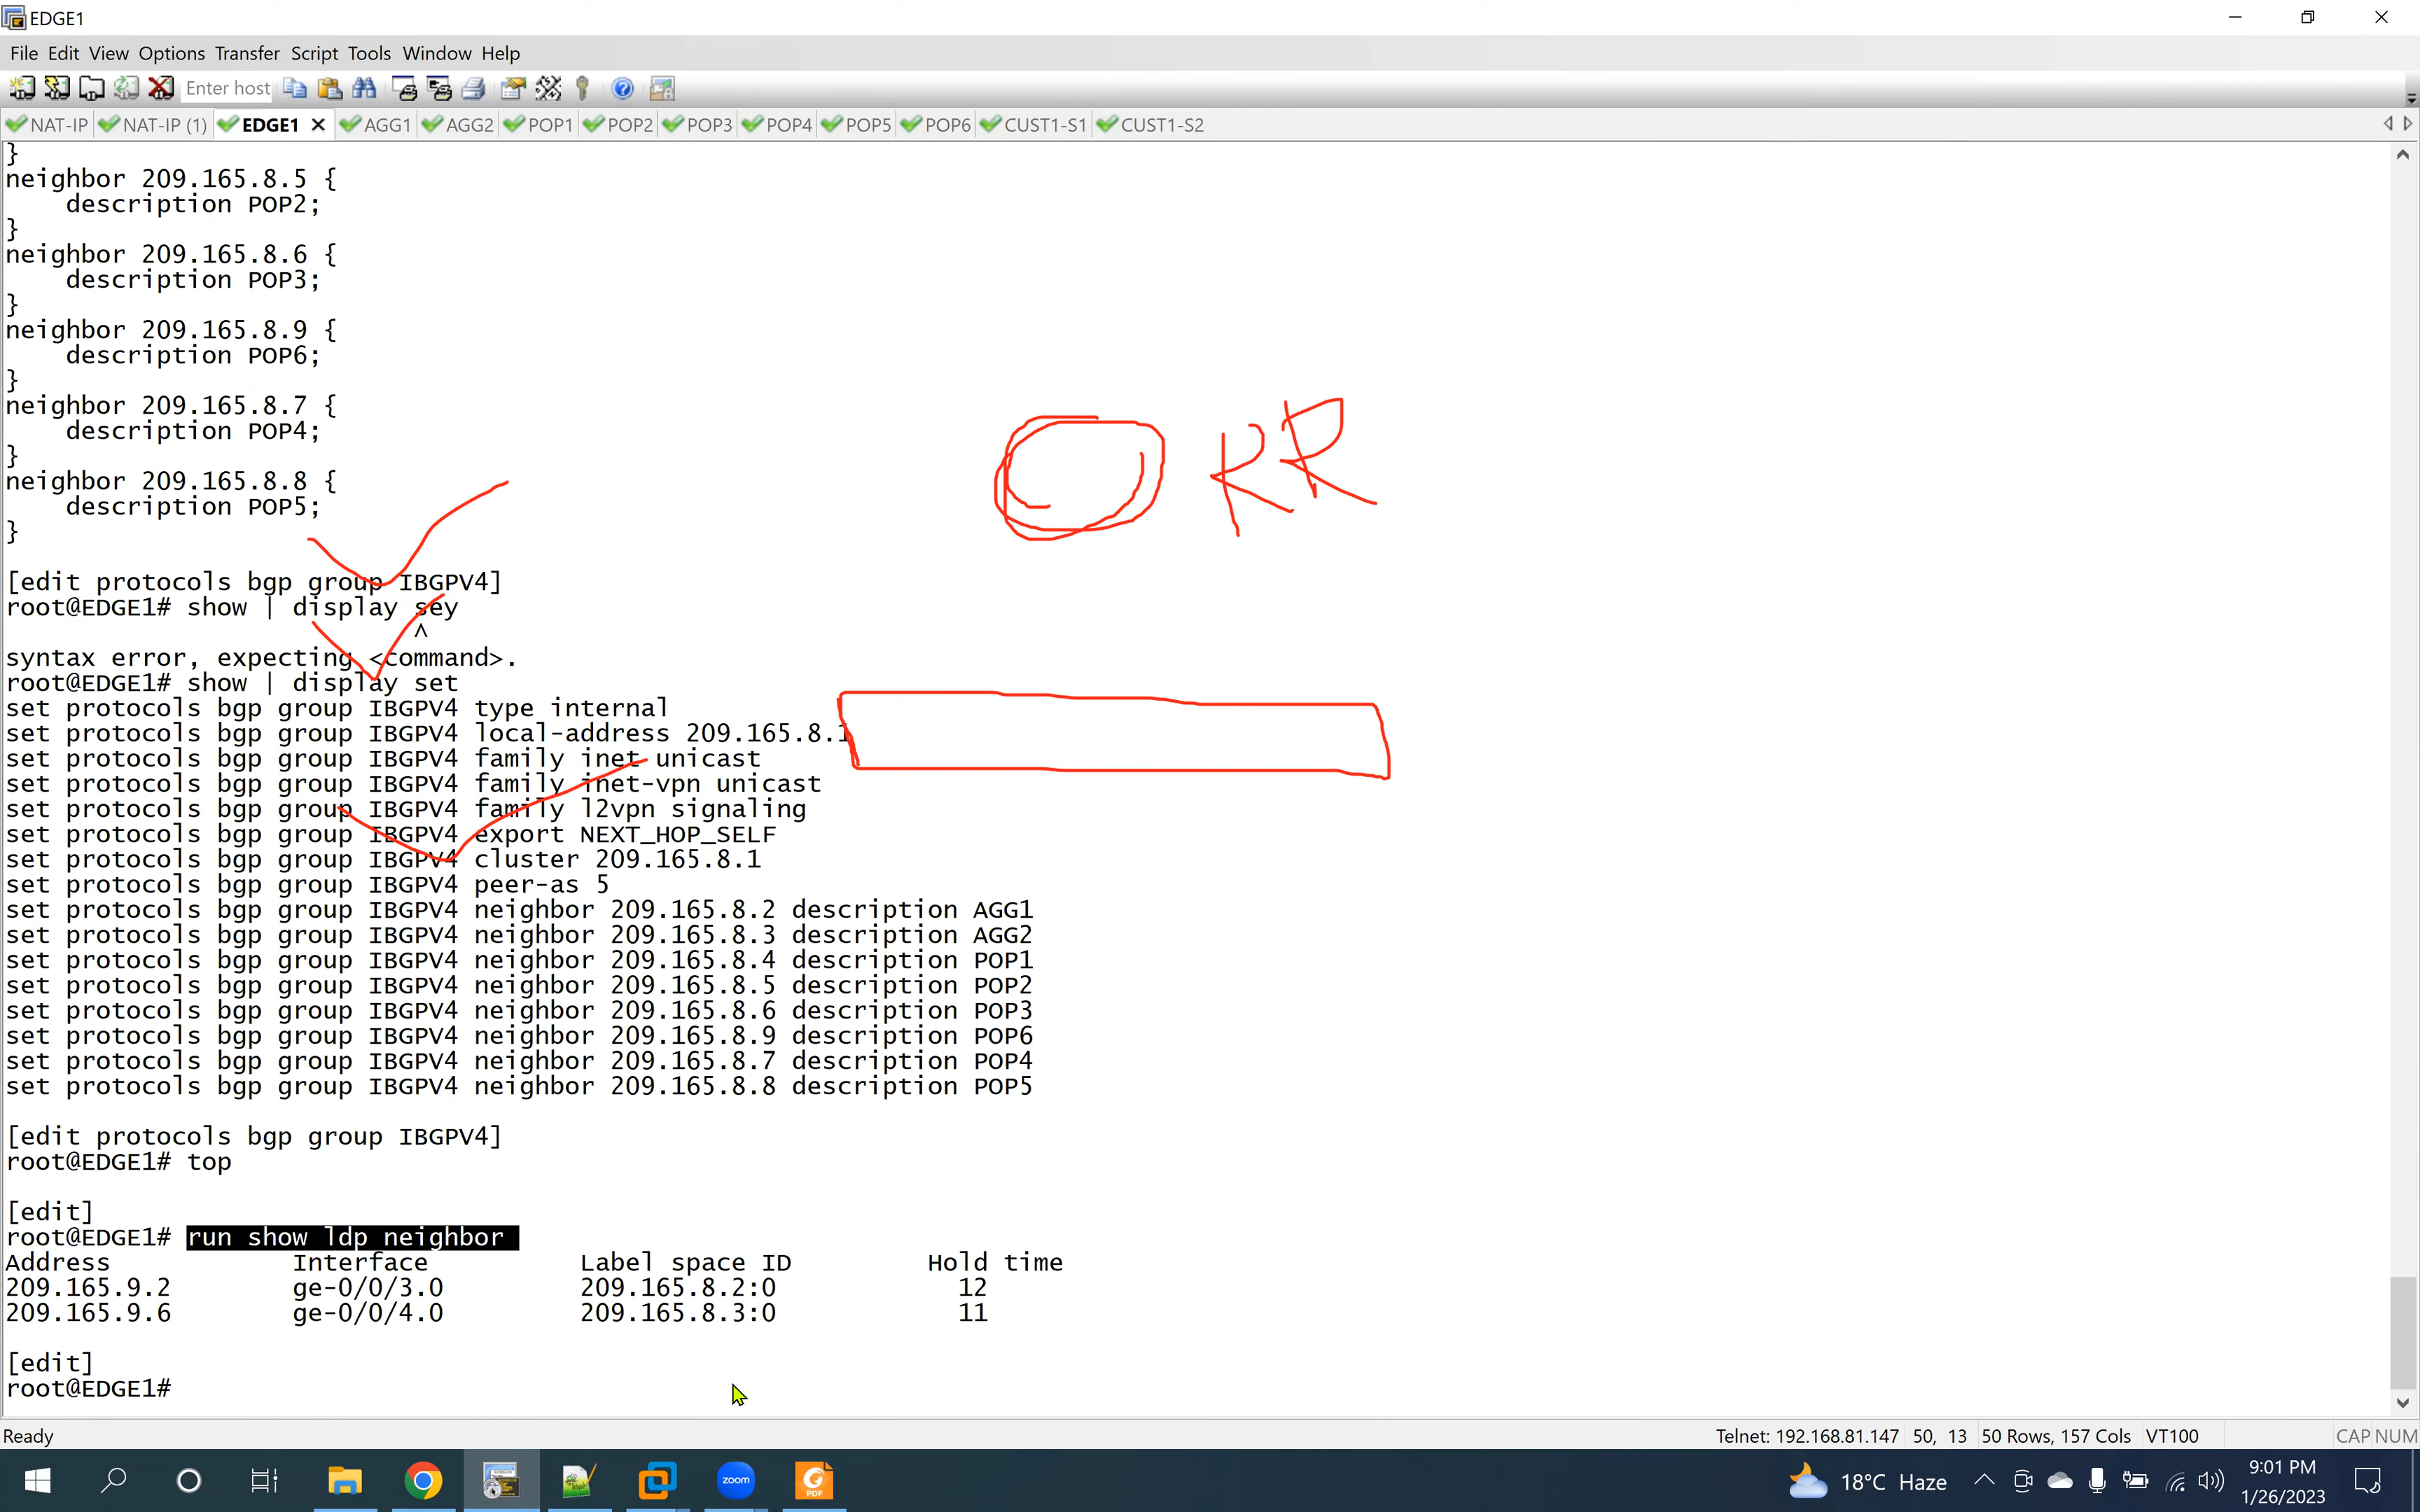 EDGE1
File Edit View Options Transfer Script Tools Window Help
Enter host
NAT-IP NAT-IP (1) EDGE1 AGG1 AGG2 POP1 POP2 POP3 POP4 POP5 POP6 CUST1-S1 CUST1-S2
}
neighbor 209.165.8.5 {
    description POP2;
}
neighbor 209.165.8.6 {
    description POP3;
}
neighbor 209.165.8.9 {
    description POP6;
}
neighbor 209.165.8.7 {
    description POP4;
}
neighbor 209.165.8.8 {
    description POP5;
}
RR
[edit protocols bgp group IBGPV4]
root@EDGE1# show | display sey
^
syntax error, expecting <command>.
root@EDGE1# show | display set
set protocols bgp group IBGPV4 type internal
set protocols bgp group IBGPV4 local-address 209.165.8.1
set protocols bgp group IBGPV4 family inet unicast
set protocols bgp group IBGPV4 family inet-vpn unicast
set protocols bgp group IBGPV4 family l2vpn signaling
set protocols bgp group IBGPV4 export NEXT_HOP_SELF
set protocols bgp group IBGPV4 cluster 209.165.8.1
set protocols bgp group IBGPV4 peer-as 5
set protocols bgp group IBGPV4 neighbor 209.165.8.2 description AGG1
set protocols bgp group IBGPV4 neighbor 209.165.8.3 description AGG2
set protocols bgp group IBGPV4 neighbor 209.165.8.4 description POP1
set protocols bgp group IBGPV4 neighbor 209.165.8.5 description POP2
set protocols bgp group IBGPV4 neighbor 209.165.8.6 description POP3
set protocols bgp group IBGPV4 neighbor 209.165.8.9 description POP6
set protocols bgp group IBGPV4 neighbor 209.165.8.7 description POP4
set protocols bgp group IBGPV4 neighbor 209.165.8.8 description POP5
[edit protocols bgp group IBGPV4]
root@EDGE1# top
[edit]
root@EDGE1# run show ldp neighbor
Address Interface Label space ID Hold time
209.165.9.2 ge-0/0/3.0 209.165.8.2:0 12
209.165.9.6 ge-0/0/4.0 209.165.8.3:0 11
[edit]
root@EDGE1#
Ready Telnet: 192.168.81.147 50, 13 50 Rows, 157 Cols VT100 CAP NUM
zoom PDF 18°C Haze 9:01 PM
1/26/2023